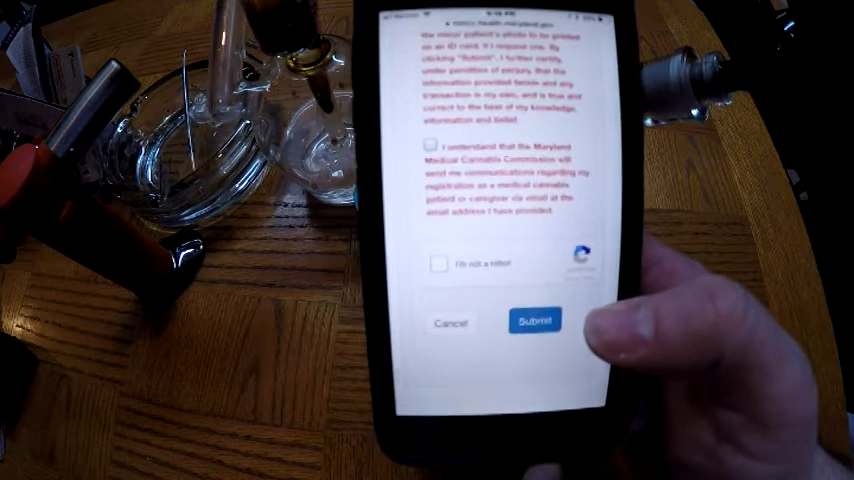 the minor patient's photo to be printed
on an ID card, if I request one. By
clicking "Submit", I further certify,
under penalties of perjury, that the
information provided herein and any
transaction is my own, and is true and
correct to the best of my knowledge,
information and belief.
I understand that the Maryland
Medical Cannabis Commission will
send me communications regarding my
registration as a medical cannabis
patient or caregiver via email at the
email address I have provided.
I'm not a robot
Cancel
Submit